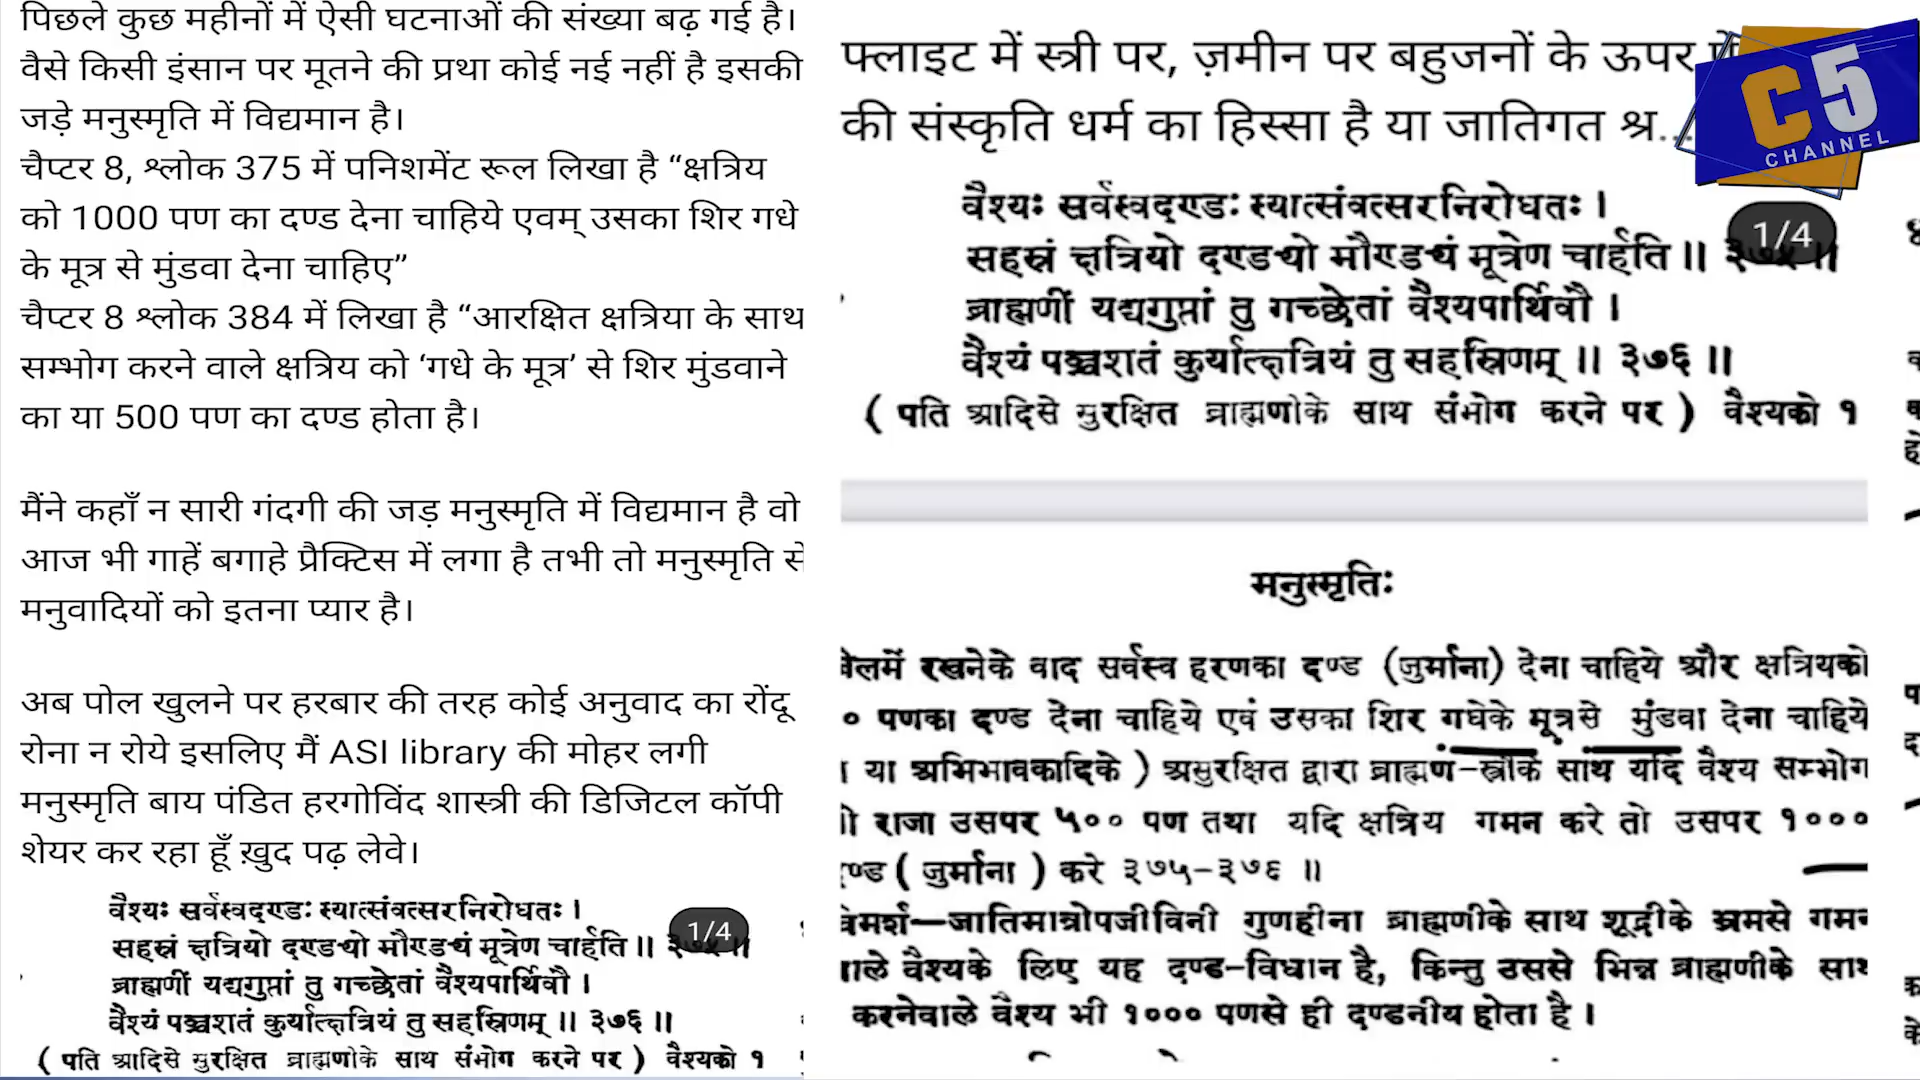 पिछले कुछ महीनों में ऐसी घटनाओं की संख्या बढ़ गई है।
वैसे किसी इंसान पर मूतने की प्रथा कोई नई नहीं है इसकी
जड़े मनुस्मृति में विद्यमान है।
चैप्टर 8, श्लोक 375 में पनिशमेंट रूल लिखा है “क्षत्रिय
को 1000 पण का दण्ड देना चाहिये एवम् उसका शिर गधे
के मूत्र से मुंडवा देना चाहिए”
चैप्टर 8 श्लोक 384 में लिखा है “आरक्षित क्षत्रिया के साथ
सम्भोग करने वाले क्षत्रिय को ‘गधे के मूत्र’ से शिर मुंडवाने
का या 500 पण का दण्ड होता है।
मैंने कहाँ न सारी गंदगी की जड़ मनुस्मृति में विद्यमान है वो
आज भी गाहें बगाहे प्रैक्टिस में लगा है तभी तो मनुस्मृति से
मनुवादियों को इतना प्यार है।
अब पोल खुलने पर हरबार की तरह कोई अनुवाद का रोंदू
रोना न रोये इसलिए मैं ASI library की मोहर लगी
मनुस्मृति बाय पंडित हरगोविंद शास्त्री की डिजिटल कॉपी
शेयर कर रहा हूँ ख़ुद पढ़ लेवे।
वैश्यः सर्वस्वदण्डः स्यात्संवत्सरनिरोधतः।
1/4
सहस्रं क्षत्रियो दण्ड्यो मौण्ड्यं मूत्रेण चार्हति॥ ३७५॥
ब्राह्मणीं यद्यगुप्तां तु गच्छेतां वैश्यपार्थिवौ।
वैश्यं पञ्चशतं कुर्यात्क्षत्रियं तु सहस्रिणम्॥ ३७६॥
( पति आदिसे सुरक्षित ब्राह्मणोके साथ संभोग करने पर ) वैश्यको १
फ्लाइट में स्त्री पर, ज़मीन पर बहुजनों के ऊपर
की संस्कृति धर्म का हिस्सा है या जातिगत श्र...
C5
CHANNEL
वैश्यः सर्वस्वदण्डः स्यात्संवत्सरनिरोधतः।
1/4
सहस्रं क्षत्रियो दण्ड्यो मौण्ड्यं मूत्रेण चार्हति॥ ३७५॥
ब्राह्मणीं यद्यगुप्तां तु गच्छेतां वैश्यपार्थिवौ।
वैश्यं पञ्चशतं कुर्यात्क्षत्रियं तु सहस्रिणम्॥ ३७६॥
( पति आदिसे सुरक्षित ब्राह्मणोके साथ संभोग करने पर ) वैश्यको १
मनुस्मृतिः
रखनेके वाद सर्वस्व हरणका दण्ड (जुर्माना) देना चाहिये और क्षत्रियको
० पणका दण्ड देना चाहिये एवं उसका शिर गधेके मूत्रसे मुंडवा देना चाहिये
या अभिभावकादिके ) असुरक्षित द्वारा ब्राह्मण-स्त्रीके साथ यदि वैश्य सम्भोग
राजा उसपर ५०० पण तथा यदि क्षत्रिय गमन करे तो उसपर १०००
( जुर्माना ) करे ३७५-३७६॥
जातिमात्रोपजीविनी गुणहीना ब्राह्मणीके साथ शूद्रीके भ्रमसे गमन
वैश्यके लिए यह दण्ड-विधान है, किन्तु उससे भिन्न ब्राह्मणीके साथ
करनेवाले वैश्य भी १००० पणसे ही दण्डनीय होता है।